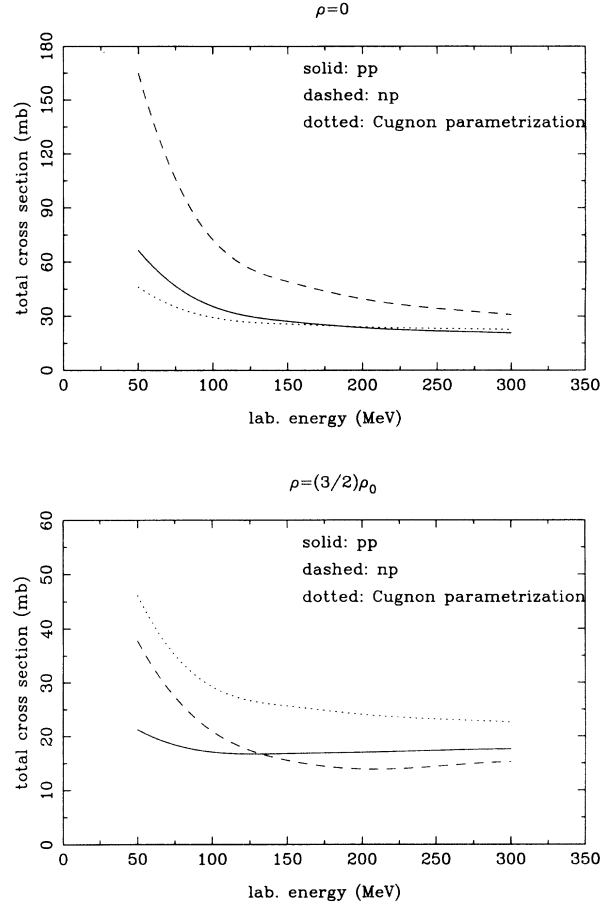 ρ=0
180
150
120
90
60
30
0
total cross section (mb)
solid: pp
dashed: np
dotted: Cugnon parametrization
0 50 100 150 200 250 300 350
lab. energy (MeV)
ρ=(3/2)ρ₀
60
50
40
30
20
10
0
total cross section (mb)
solid: pp
dashed: np
dotted: Cugnon parametrization
0 50 100 150 200 250 300 350
lab. energy (MeV)